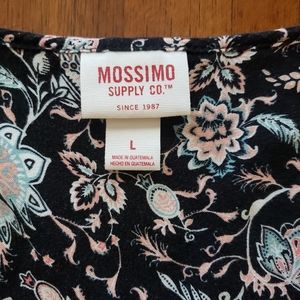 MOSSIMO
SUPPLY CO.™
SINCE 1987
L
MADE IN GUATEMALA
HECHO EN GUATEMALA